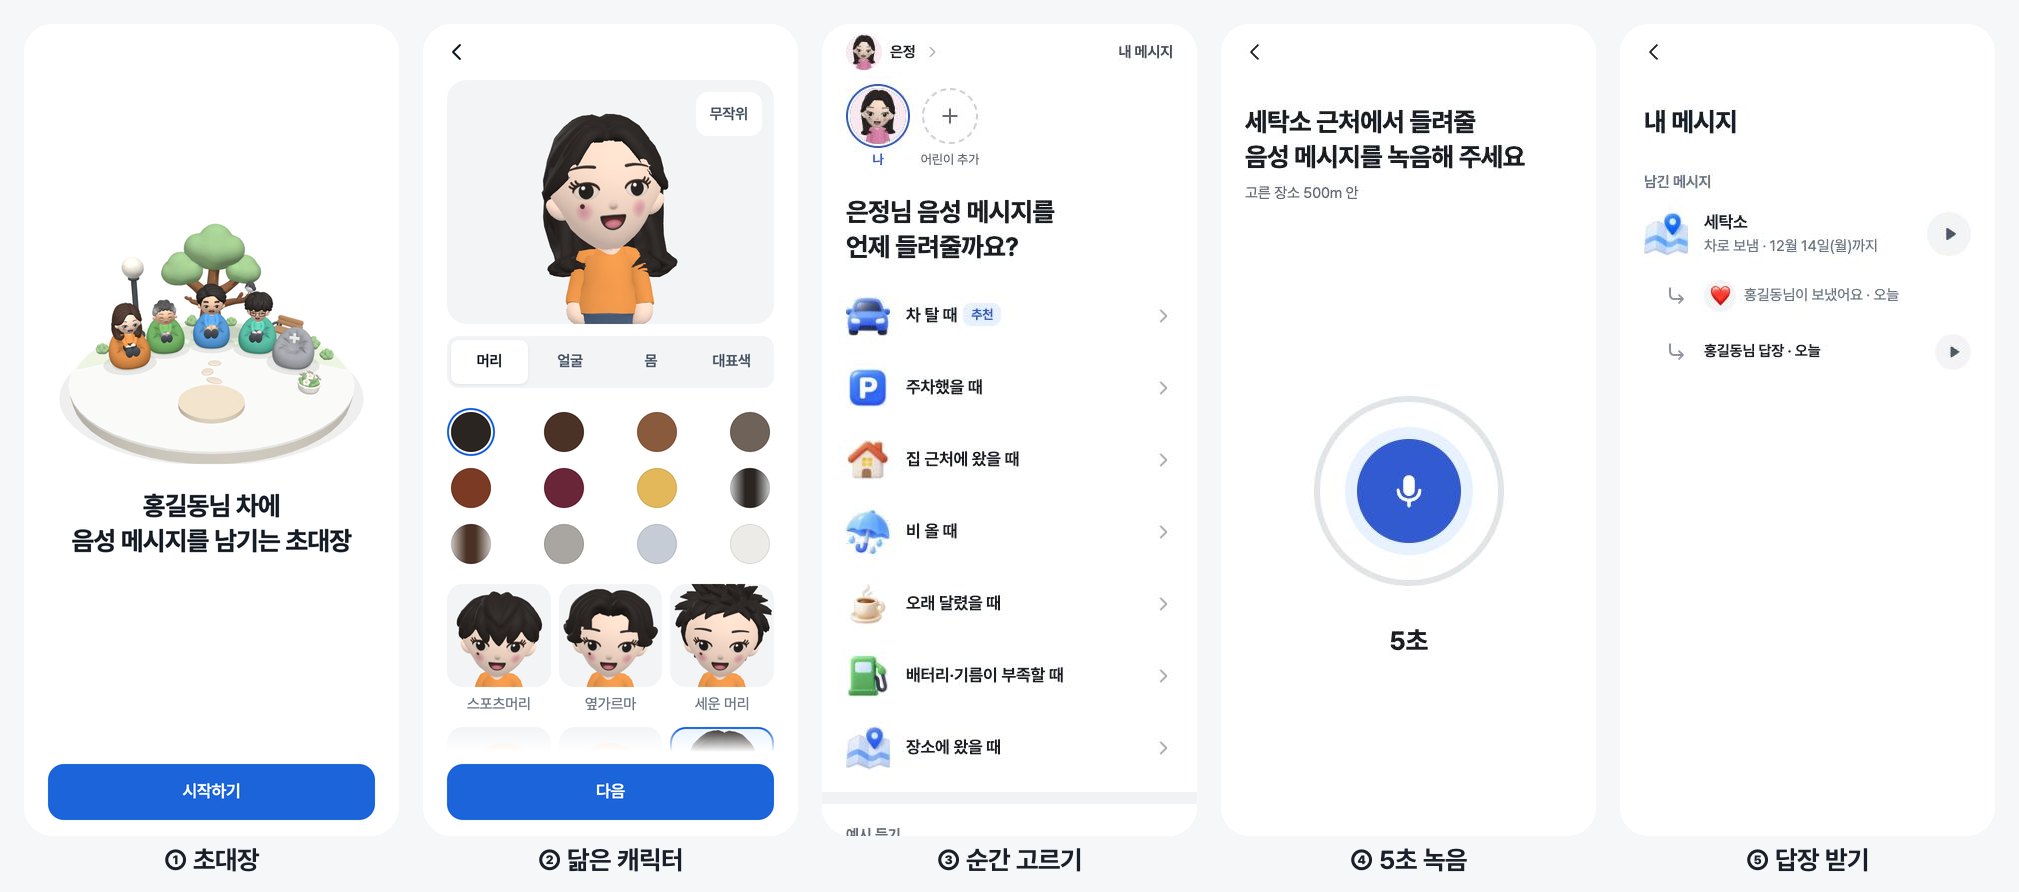 홍길동님 차에
음성 메시지를 남기는 초대장
시작하기
① 초대장
무작위
머리
얼굴
몸
대표색
스포츠머리
옆가르마
세운 머리
다음
② 닮은 캐릭터
은정
내 메시지
나
어린이 추가
은정님 음성 메시지를
언제 들려줄까요?
차 탈 때 추천
P 주차했을 때
집 근처에 왔을 때
비 올 때
오래 달렸을 때
배터리·기름이 부족할 때
장소에 왔을 때
예시 듣기
③ 순간 고르기
세탁소 근처에서 들려줄
음성 메시지를 녹음해 주세요
고른 장소 500m 안
5초
④ 5초 녹음
내 메시지
남긴 메시지
세탁소
차로 보냄 · 12월 14일(월)까지
홍길동님이 보냈어요 · 오늘
홍길동님 답장 · 오늘
⑤ 답장 받기